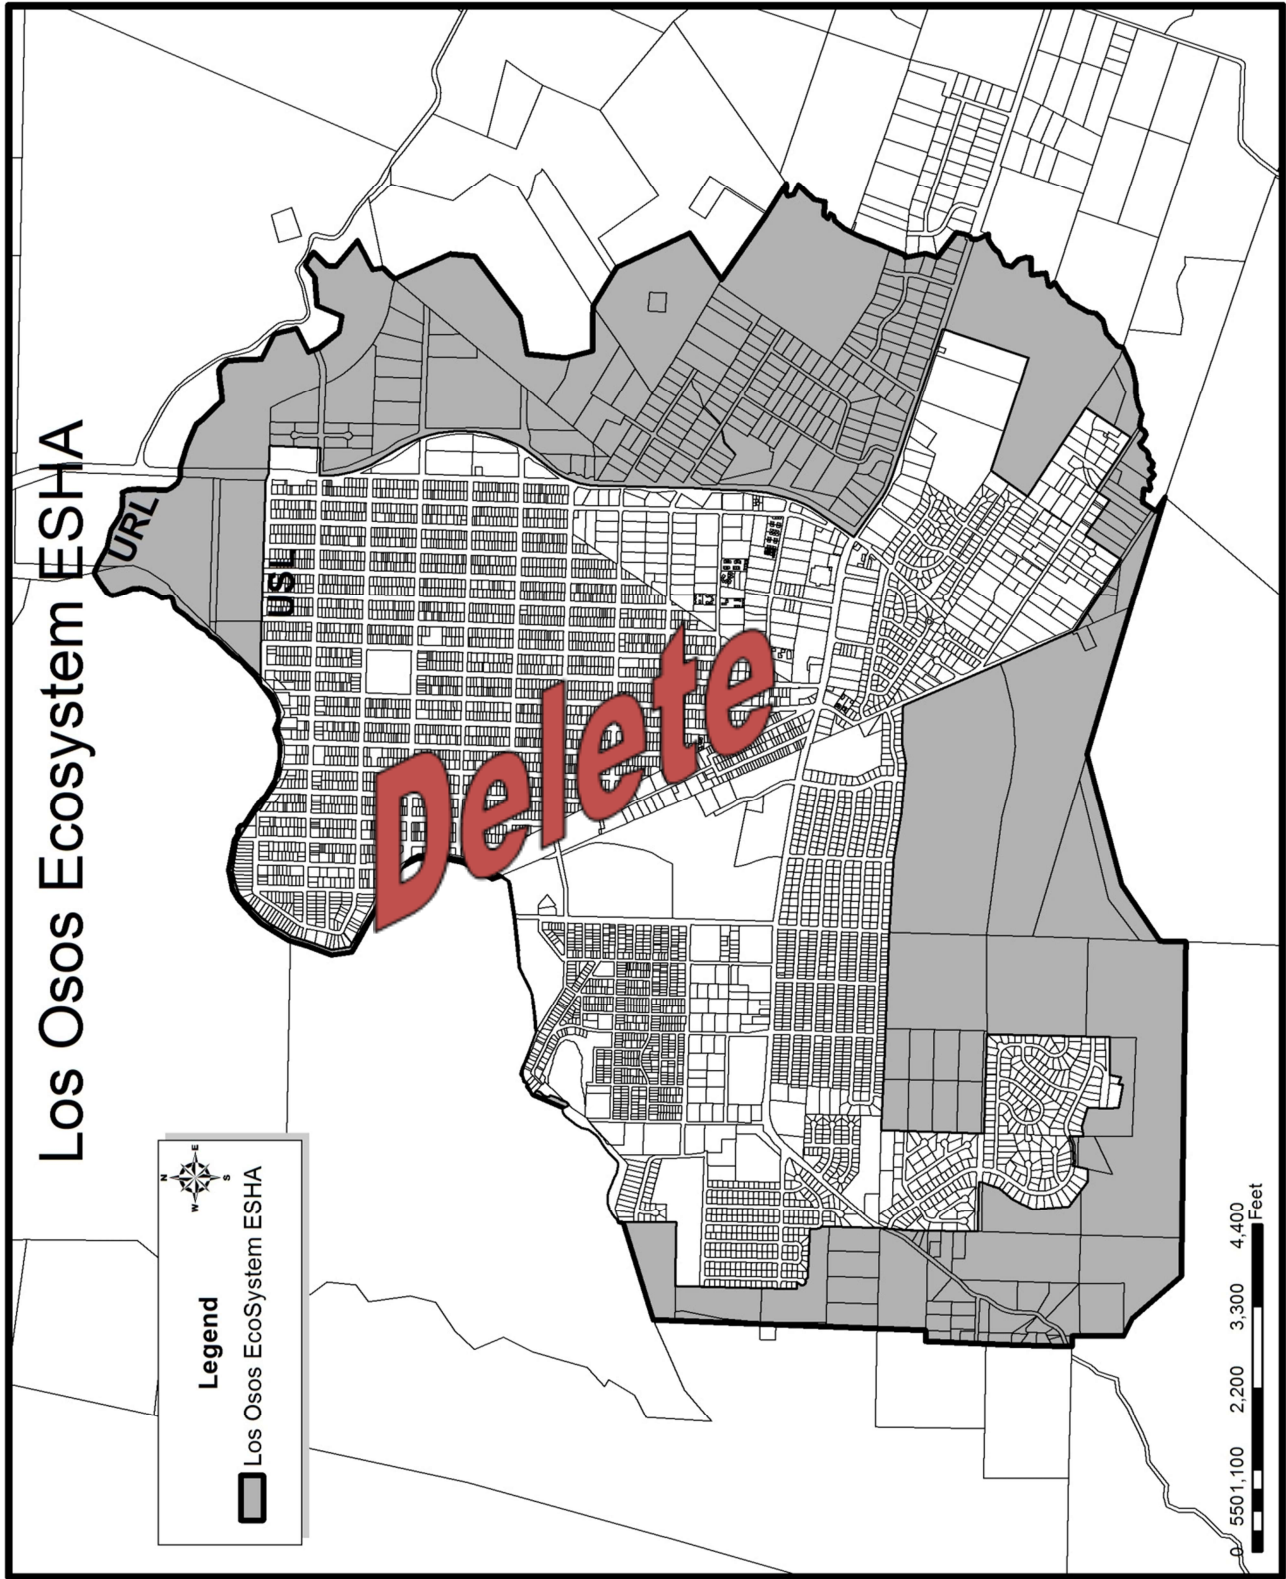 Los Osos Ecosystem ESHA
URL
USL
Delete
Legend
Los Osos EcoSystem ESHA
N
W E
S
0 550 1,100 2,200 3,300 4,400
Feet